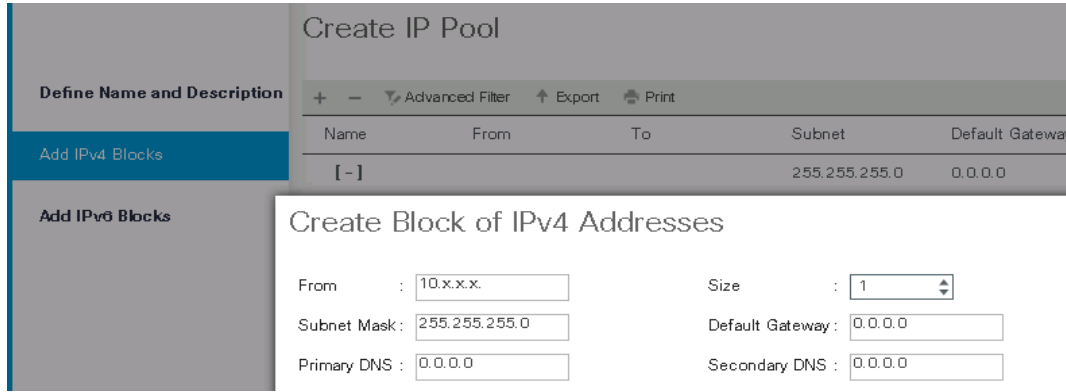 Create IP Pool
Define Name and Description
+ − Advanced Filter Export Print
Name From To Subnet Default Gateway
Add IPv4 Blocks
[-] 255.255.255.0 0.0.0.0
Add IPv6 Blocks
Create Block of IPv4 Addresses
From : 10.x.x.x. Size : 1
Subnet Mask : 255.255.255.0 Default Gateway : 0.0.0.0
Primary DNS : 0.0.0.0 Secondary DNS : 0.0.0.0